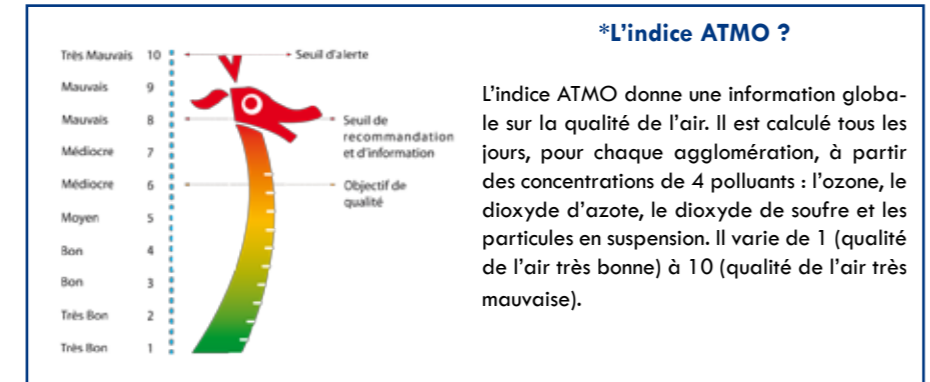 *L'indice ATMO ?
Très Mauvais 10
Seuil d'alerte
Mauvais 9
Mauvais 8
Seuil de
recommandation
et d'information
Médiocre 7
Médiocre 6
Objectif de
qualité
Moyen 5
Bon 4
Bon 3
Très Bon 2
Très Bon 1
L'indice ATMO donne une information globa-
le sur la qualité de l'air. Il est calculé tous les
jours, pour chaque agglomération, à partir
des concentrations de 4 polluants : l'ozone, le
dioxyde d'azote, le dioxyde de soufre et les
particules en suspension. Il varie de 1 (qualité
de l'air très bonne) à 10 (qualité de l'air très
mauvaise).